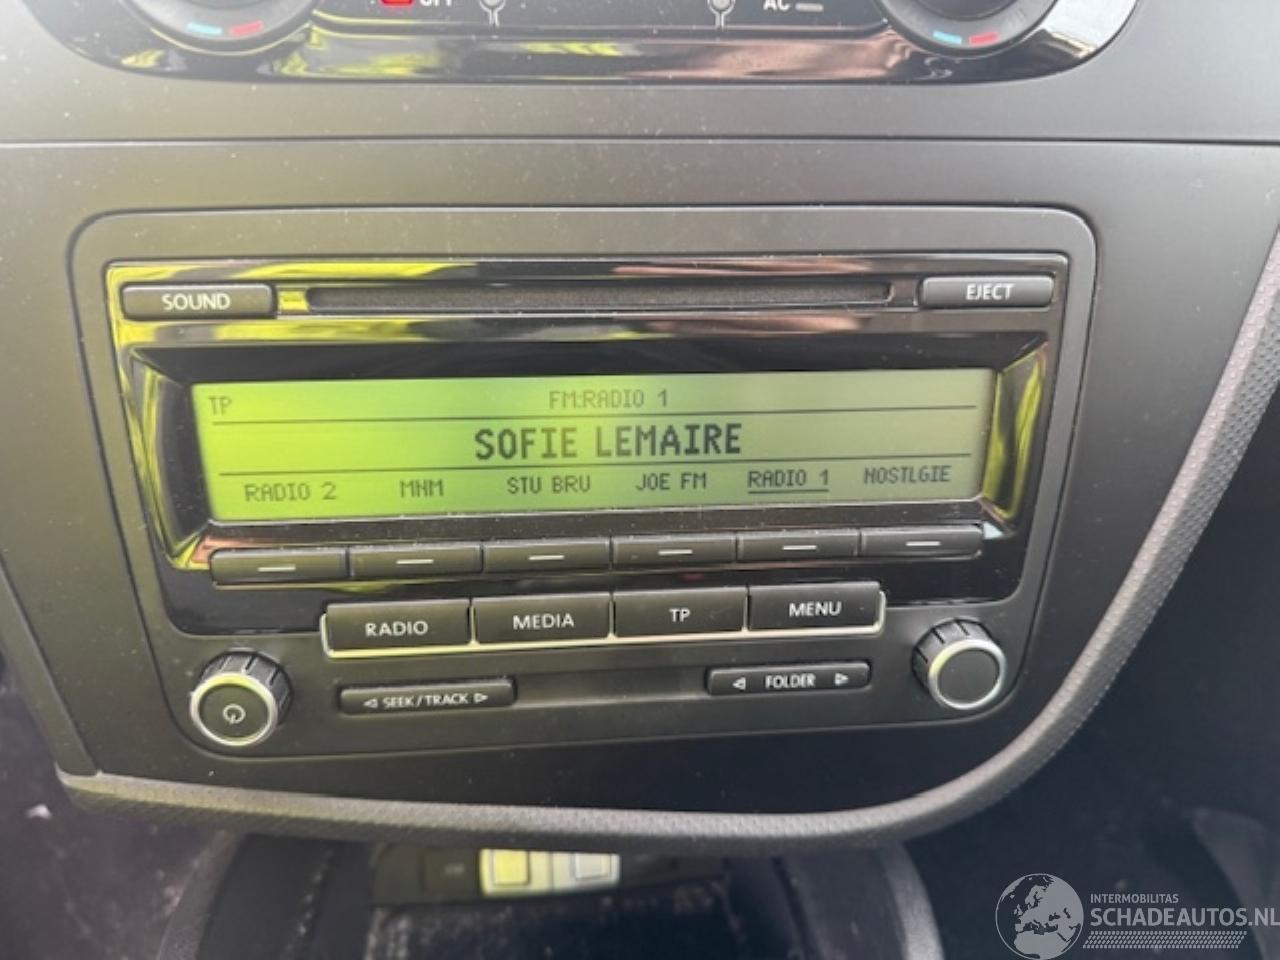 OFF
AC
SOUND
EJECT
TP FM:RADIO 1
SOFIE LEMAIRE
RADIO 2 MNM STU BRU JOE FM RADIO 1 NOSTLGIE
RADIO MEDIA TP MENU
SEEK/TRACK FOLDER
INTERMOBILITAS
SCHADEAUTOS.NL